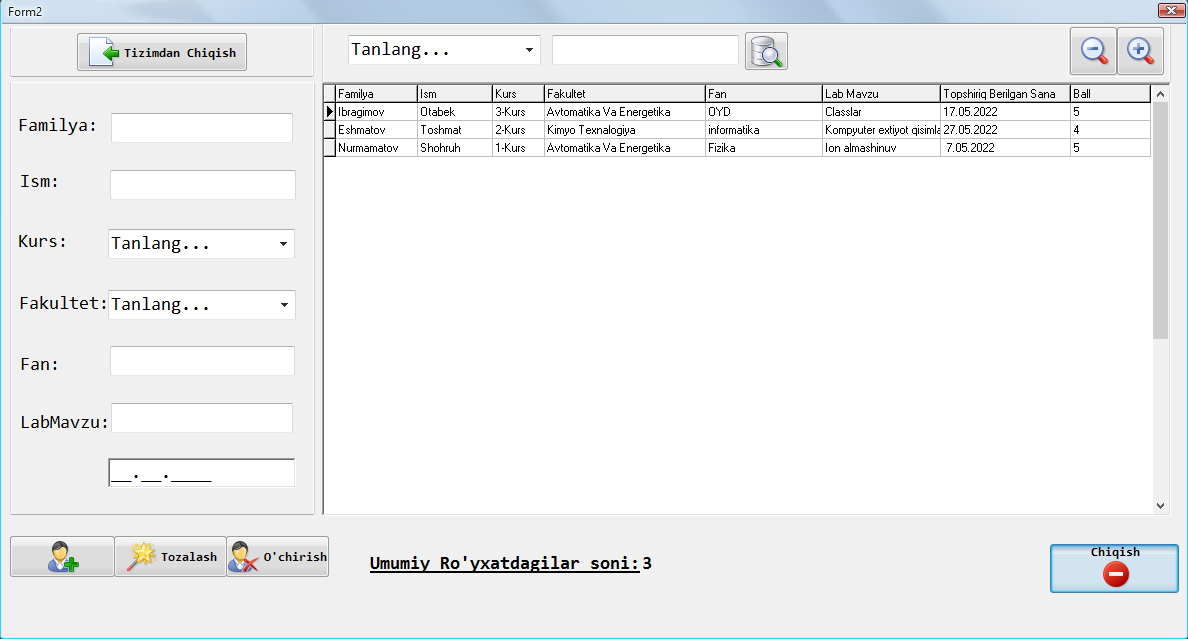 Form2
Tizimdan Chiqish
Tanlang...
Familya Ism Kurs Fakultet Fan Lab Mavzu Topshiriq Berilgan Sana Ball
Ibragimov Otabek 3-Kurs Avtomatika Va Energetika OYD Classlar 17.05.2022 5
Eshmatov Toshmat 2-Kurs Kimyo Texnalogiya informatika Kompyuter extiyot qisimla 27.05.2022 4
Nurmamatov Shohruh 1-Kurs Avtomatika Va Energetika Fizika Ion almashinuv 7.05.2022 5
Familya:
Ism:
Kurs: Tanlang...
Fakultet: Tanlang...
Fan:
LabMavzu:
__.__.____
Tozalash
O'chirish
Umumiy Ro'yxatdagilar soni: 3
Chiqish